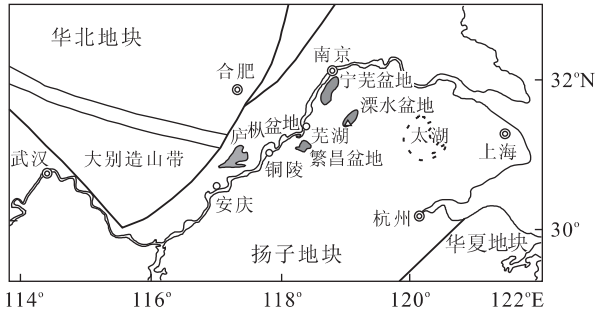 华北地块
南京
合肥
宁芜盆地
32°N
溧水盆地
庐枞盆地
芜湖
太湖
武汉
大别造山带
繁昌盆地
上海
铜陵
安庆
杭州
30°
扬子地块
华夏地块
114°
116°
118°
120°
122°E